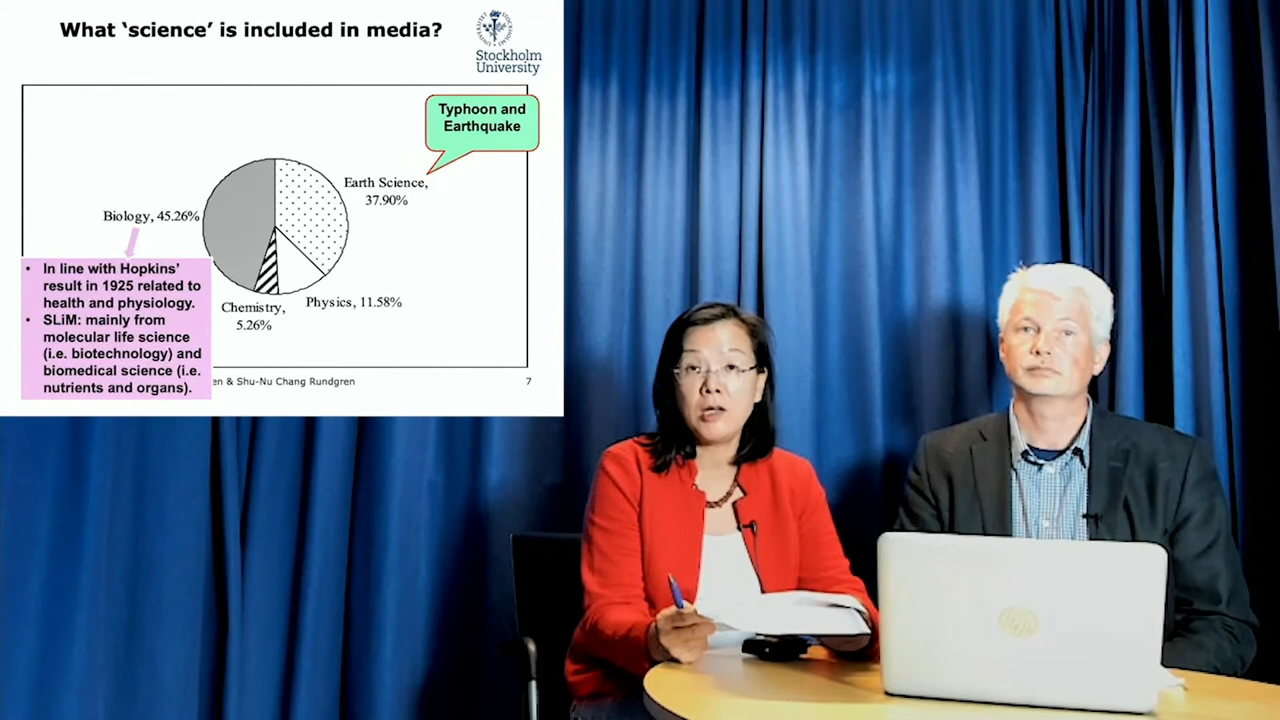 What ‘science’ is included in media?
Stockholm
University
Typhoon and
Earthquake
Earth Science,
37.90%
Biology, 45.26%
Physics, 11.58%
Chemistry,
5.26%
• In line with Hopkins’
result in 1925 related to
health and physiology.
• SLiM: mainly from
molecular life science
(i.e. biotechnology) and
biomedical science (i.e.
nutrients and organs).
en & Shu-Nu Chang Rundgren
7